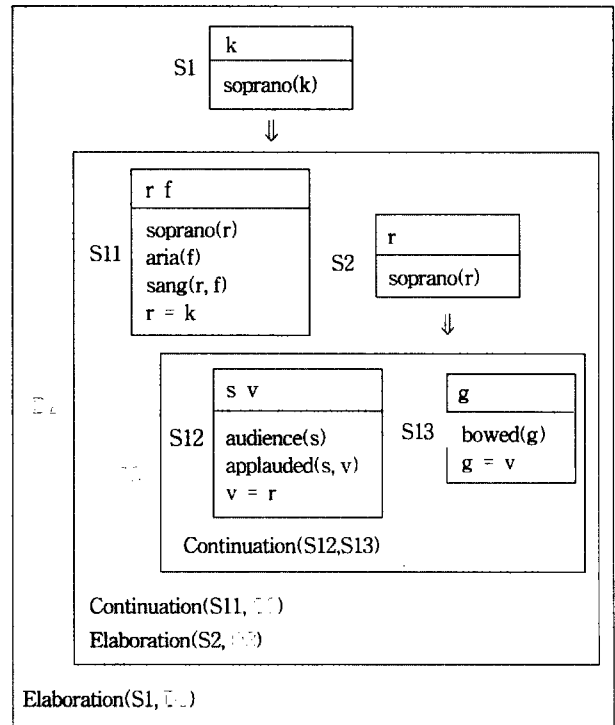 k
S1
soprano(k)
⇓
r f
soprano(r)
S11
aria(f)
sang(r, f)
r = k
r
S2
soprano(r)
⇓
s v
S12
audience(s)
applauded(s, v)
v = r
g
S13
bowed(g)
g = v
Continuation(S12,S13)
Continuation(S11,
Elaboration(S2,
Elaboration(S1,